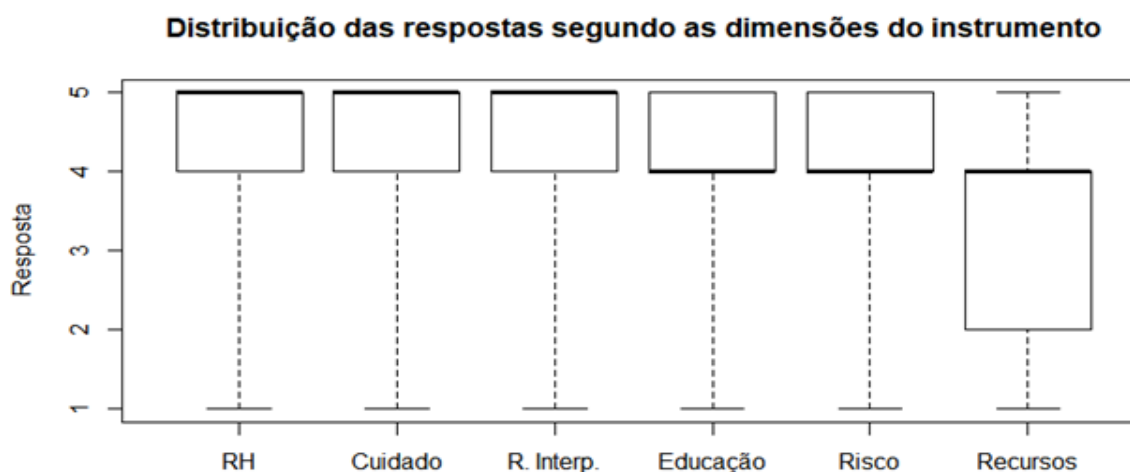 Distribuição das respostas segundo as dimensões do instrumento
Resposta
5
4
3
2
1
RH Cuidado R. Interp. Educação Risco Recursos